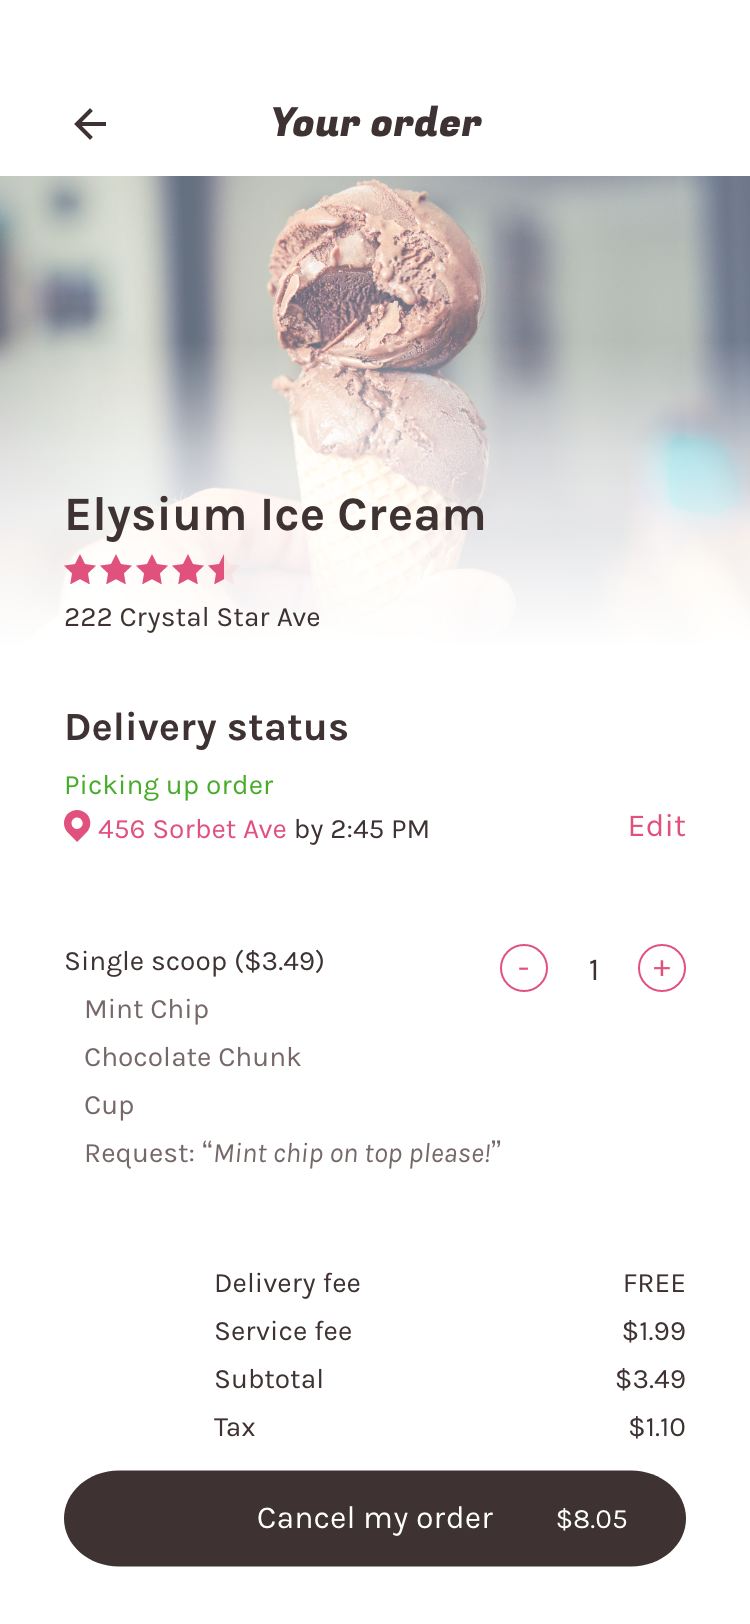 Your order
Elysium Ice Cream
222 Crystal Star Ave
Delivery status
Picking up order
456 Sorbet Ave by 2:45 PM Edit
Single scoop ($3.49) - 1 +
Mint Chip
Chocolate Chunk
Cup
Request: “Mint chip on top please!”
Delivery fee FREE
Service fee $1.99
Subtotal $3.49
Tax $1.10
Cancel my order $8.05